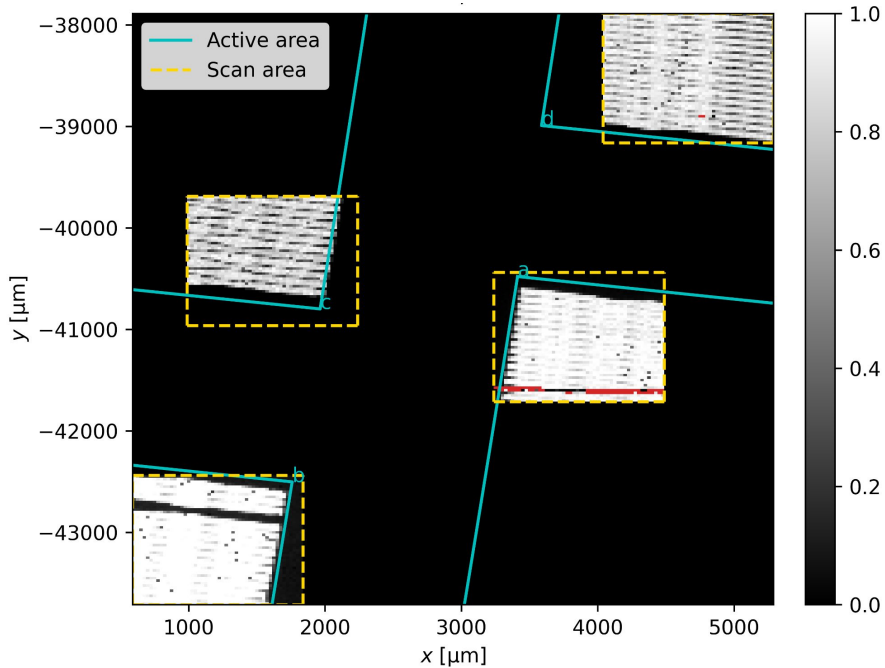 Active area
Scan area
d
c
a
b
−38000
−39000
−40000
−41000
−42000
−43000
y [μm]
1000
2000
3000
4000
5000
x [μm]
1.0
0.8
0.6
0.4
0.2
0.0